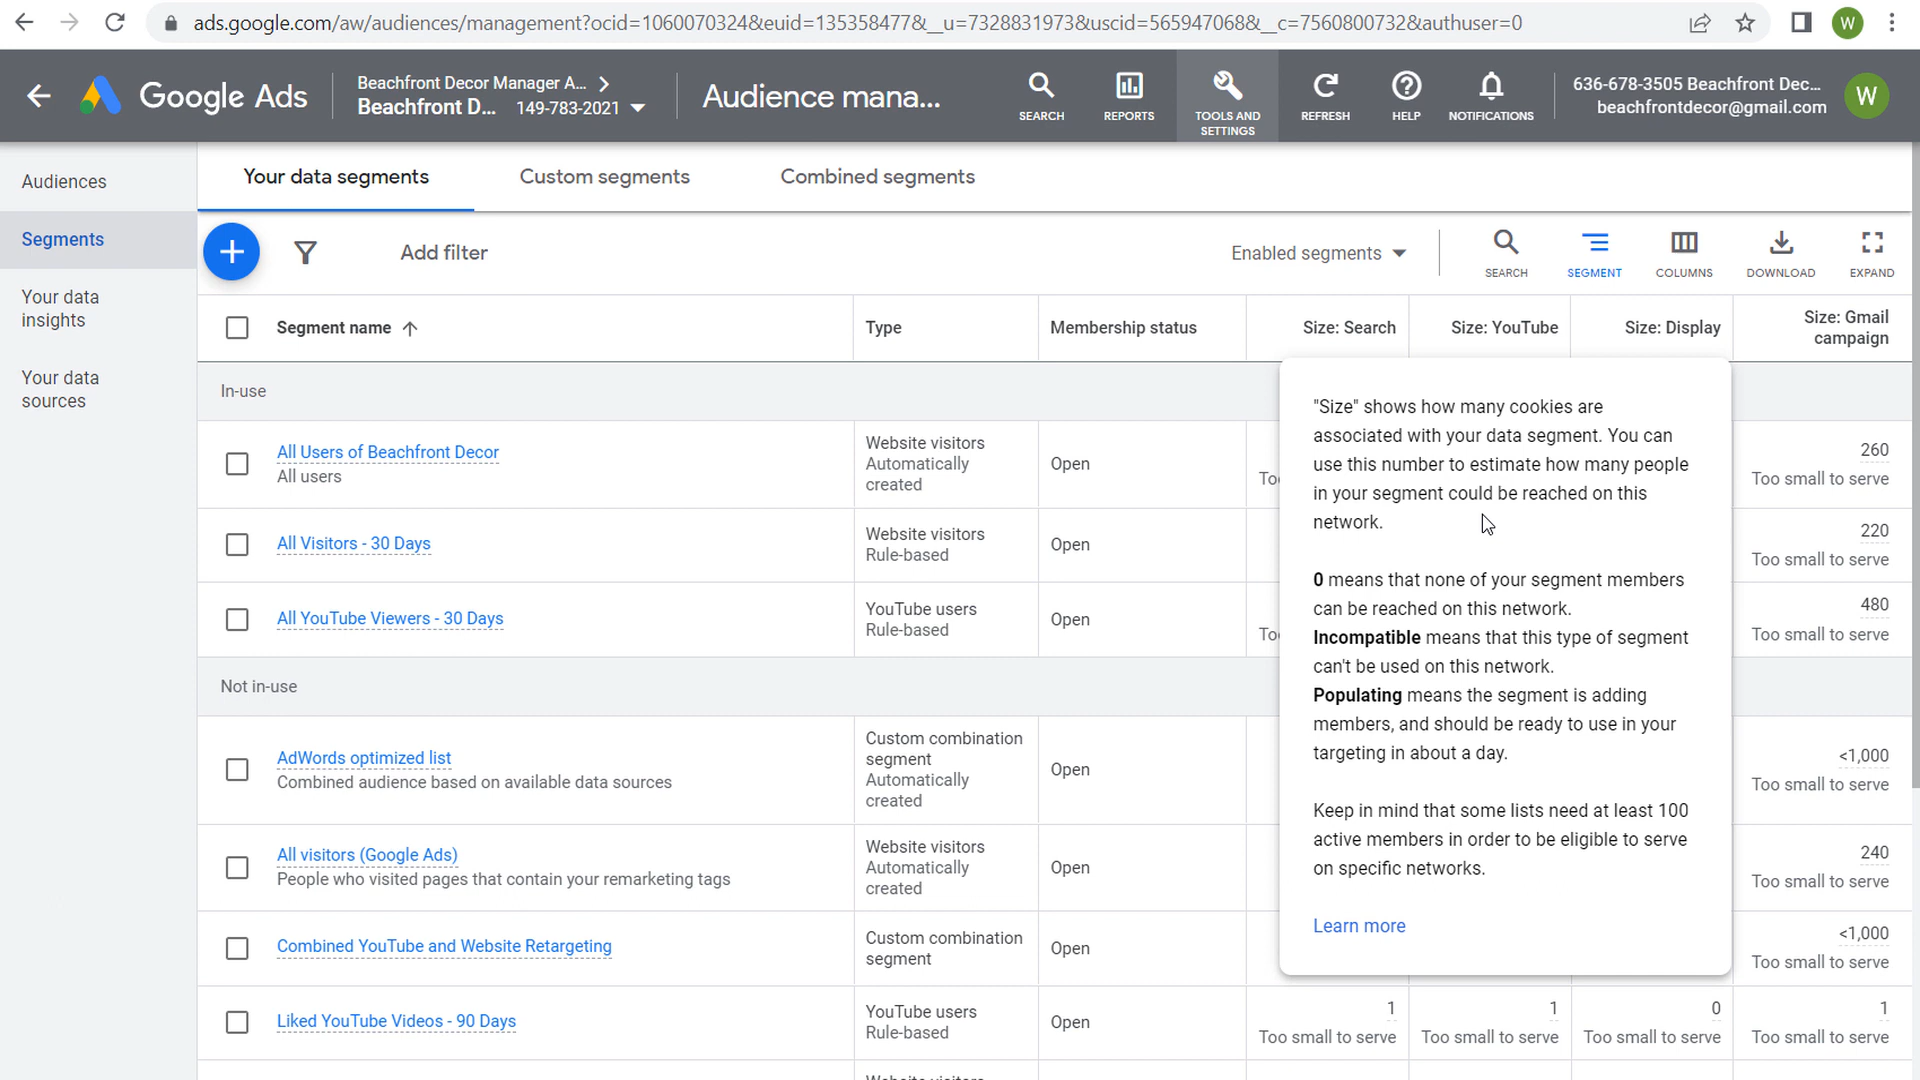 ads.google.com/aw/audiences/management?ocid=1060070324&euid=135358477&__u=7328831973&uscid=565947068&__c=7560800732&authuser=0
W
Google Ads
Beachfront Decor Manager A...
Beachfront D... 149-783-2021
Audience mana...
SEARCH
REPORTS
TOOLS AND
SETTINGS
REFRESH
HELP
NOTIFICATIONS
636-678-3505 Beachfront Dec...
beachfrontdecor@gmail.com
W
Audiences
Segments
Your data
insights
Your data
sources
Your data segments
Custom segments
Combined segments
Add filter
Enabled segments
SEARCH
SEGMENT
COLUMNS
DOWNLOAD
EXPAND
Segment name
Type
Membership status
Size: Search
Size: YouTube
Size: Display
Size: Gmail
campaign
In-use
All Users of Beachfront Decor
All users
Website visitors
Automatically
created
Open
To
260
Too small to serve
All Visitors - 30 Days
Website visitors
Rule-based
Open
220
Too small to serve
All YouTube Viewers - 30 Days
YouTube users
Rule-based
Open
To
480
Too small to serve
Not in-use
AdWords optimized list
Combined audience based on available data sources
Custom combination
segment
Automatically
created
Open
<1,000
Too small to serve
All visitors (Google Ads)
People who visited pages that contain your remarketing tags
Website visitors
Automatically
created
Open
240
Too small to serve
Combined YouTube and Website Retargeting
Custom combination
segment
Open
<1,000
Too small to serve
Liked YouTube Videos - 90 Days
YouTube users
Rule-based
Open
1
Too small to serve
1
Too small to serve
0
Too small to serve
1
Too small to serve
"Size" shows how many cookies are
associated with your data segment. You can
use this number to estimate how many people
in your segment could be reached on this
network.
0 means that none of your segment members
can be reached on this network.
Incompatible means that this type of segment
can't be used on this network.
Populating means the segment is adding
members, and should be ready to use in your
targeting in about a day.
Keep in mind that some lists need at least 100
active members in order to be eligible to serve
on specific networks.
Learn more